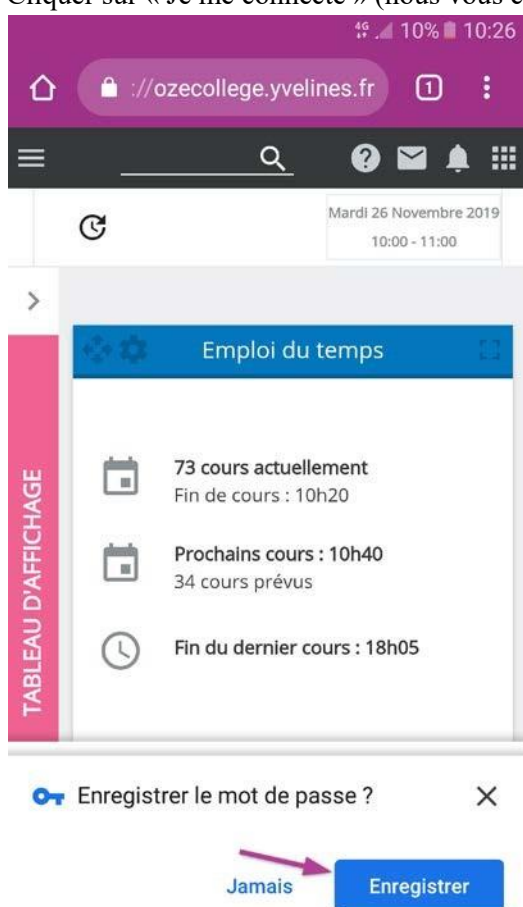 Cliquer sur « Je me connecte » (nous vous c
4G 10% 10:26
://ozecollege.yvelines.fr 1
Mardi 26 Novembre 2019
10:00 - 11:00
Emploi du temps
TABLEAU D'AFFICHAGE
73 cours actuellement
Fin de cours : 10h20
Prochains cours : 10h40
34 cours prévus
Fin du dernier cours : 18h05
Enregistrer le mot de passe ?
Jamais Enregistrer